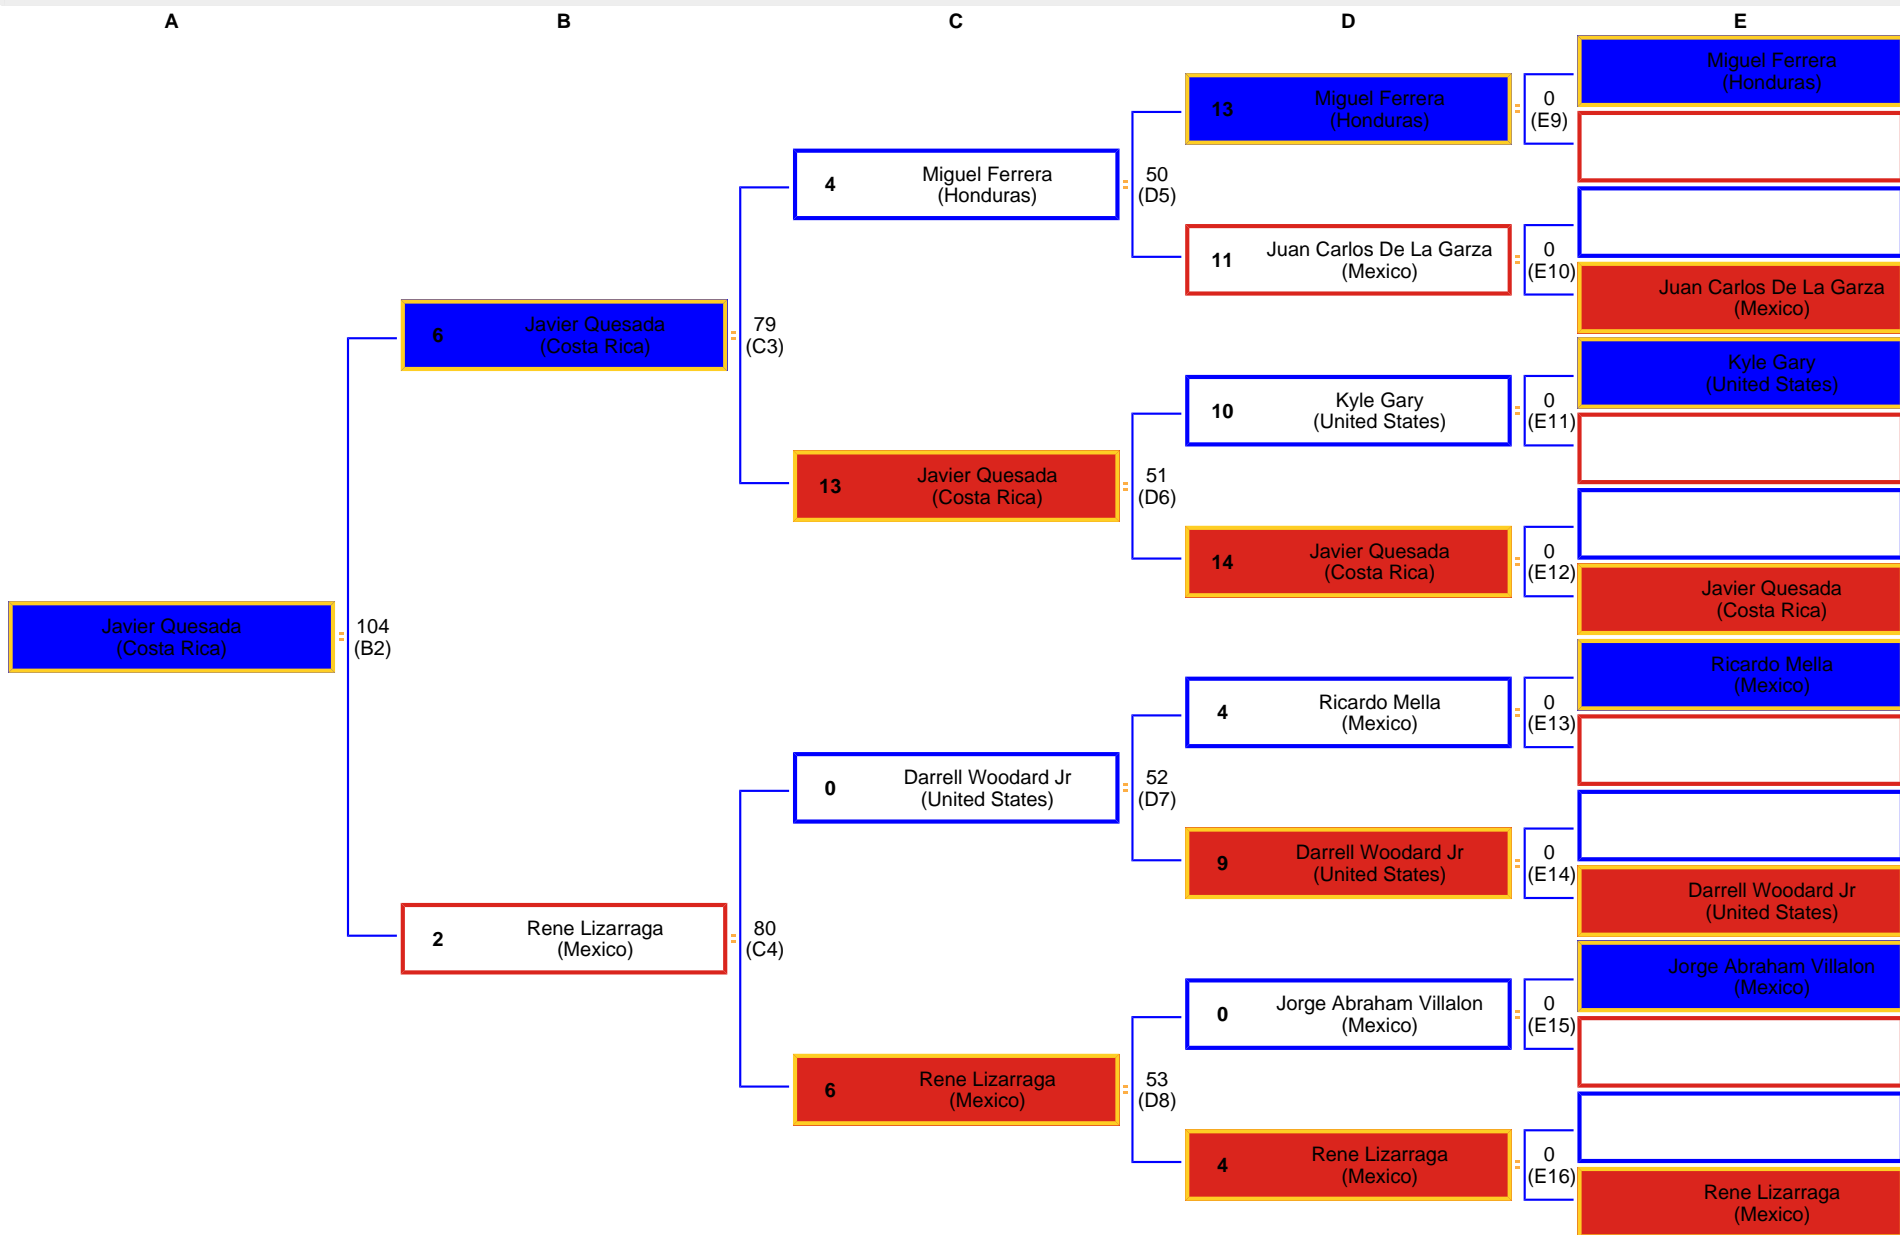 A
B
C
D
E
Javier Quesada
(Costa Rica)
104
(B2)
6
Javier Quesada
(Costa Rica)
2
Rene Lizarraga
(Mexico)
79
(C3)
80
(C4)
4
Miguel Ferrera
(Honduras)
13
Javier Quesada
(Costa Rica)
0
Darrell Woodard Jr
(United States)
6
Rene Lizarraga
(Mexico)
50
(D5)
51
(D6)
52
(D7)
53
(D8)
13
Miguel Ferrera
(Honduras)
11
Juan Carlos De La Garza
(Mexico)
10
Kyle Gary
(United States)
14
Javier Quesada
(Costa Rica)
4
Ricardo Mella
(Mexico)
9
Darrell Woodard Jr
(United States)
0
Jorge Abraham Villalon
(Mexico)
4
Rene Lizarraga
(Mexico)
0
(E9)
0
(E10)
0
(E11)
0
(E12)
0
(E13)
0
(E14)
0
(E15)
0
(E16)
Miguel Ferrera
(Honduras)
Juan Carlos De La Garza
(Mexico)
Kyle Gary
(United States)
Javier Quesada
(Costa Rica)
Ricardo Mella
(Mexico)
Darrell Woodard Jr
(United States)
Jorge Abraham Villalon
(Mexico)
Rene Lizarraga
(Mexico)